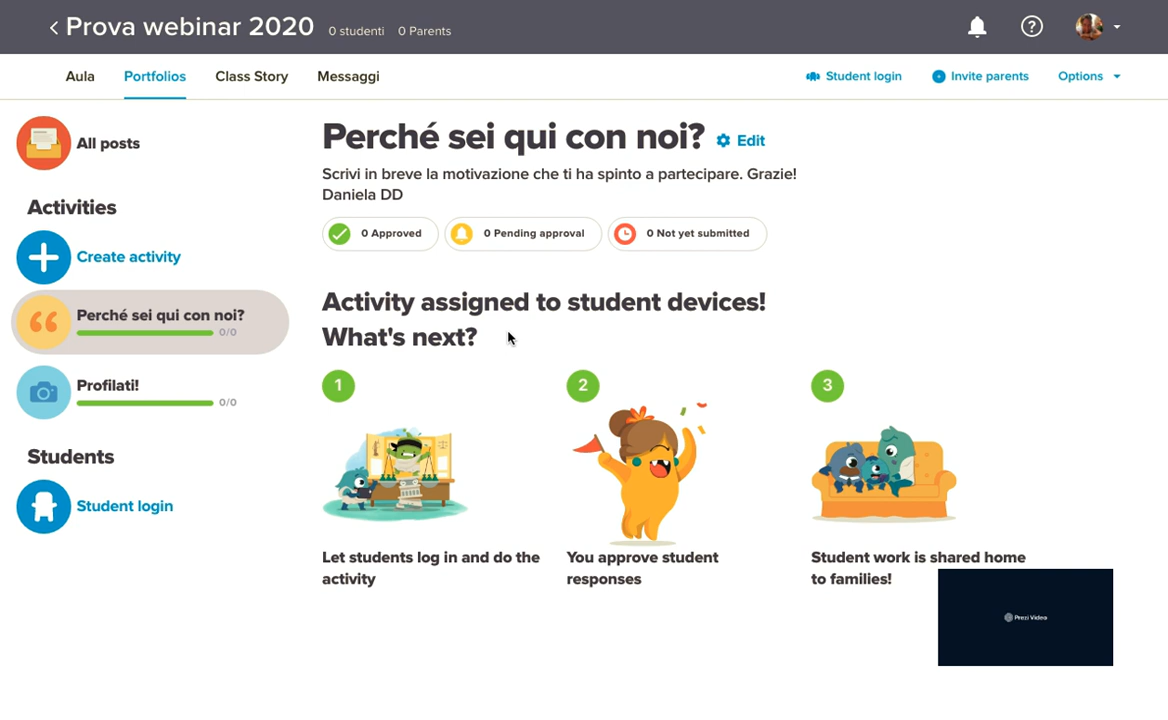 Prova webinar 2020 0 studenti 0 Parents
Aula Portfolios Class Story Messaggi Student login Invite parents Options
All posts
Activities
Create activity
Perché sei qui con noi?
0/0
Profilati!
0/0
Students
Student login
Perché sei qui con noi? Edit
Scrivi in breve la motivazione che ti ha spinto a partecipare. Grazie!
Daniela DD
0 Approved 0 Pending approval 0 Not yet submitted
Activity assigned to student devices!
What's next?
1 2 3
Let students log in and do the
activity
You approve student
responses
Student work is shared home
to families!
Prezi Video